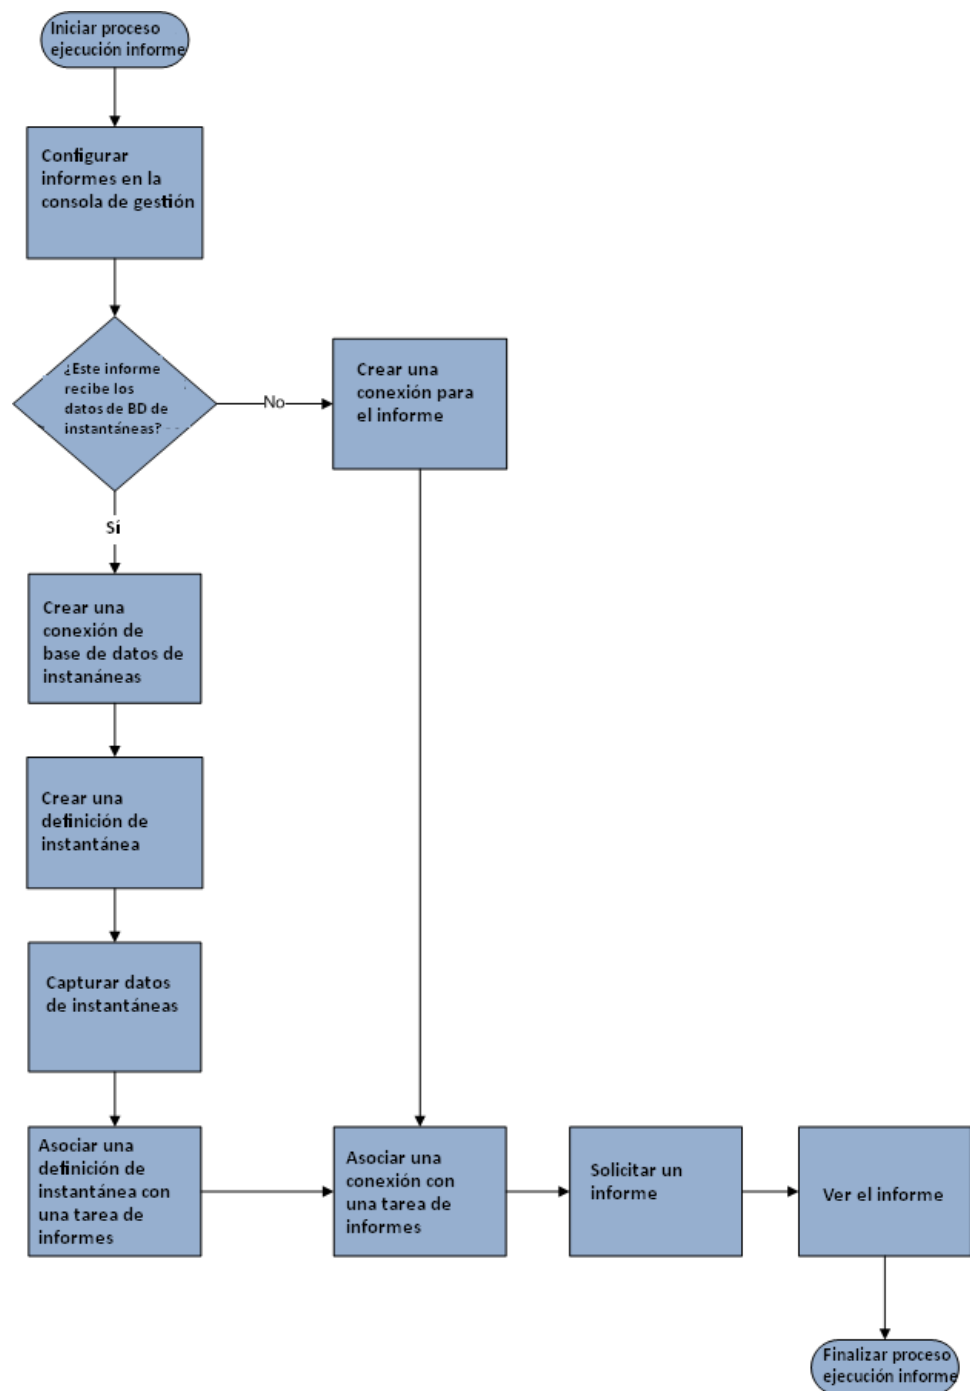 Iniciar proceso
ejecución informe
Configurar
informes en la
consola de gestión
¿Este informe
recibe los
datos de BD de
instantáneas?
No
Crear una
conexión para
el informe
Sí
Crear una
conexión de
base de datos de
instanáneas
Crear una
definición de
instantánea
Capturar datos
de instantáneas
Asociar una
definición de
instantánea con
una tarea de
informes
Asociar una
conexión con
una tarea de
informes
Solicitar un
informe
Ver el informe
Finalizar proceso
ejecución informe